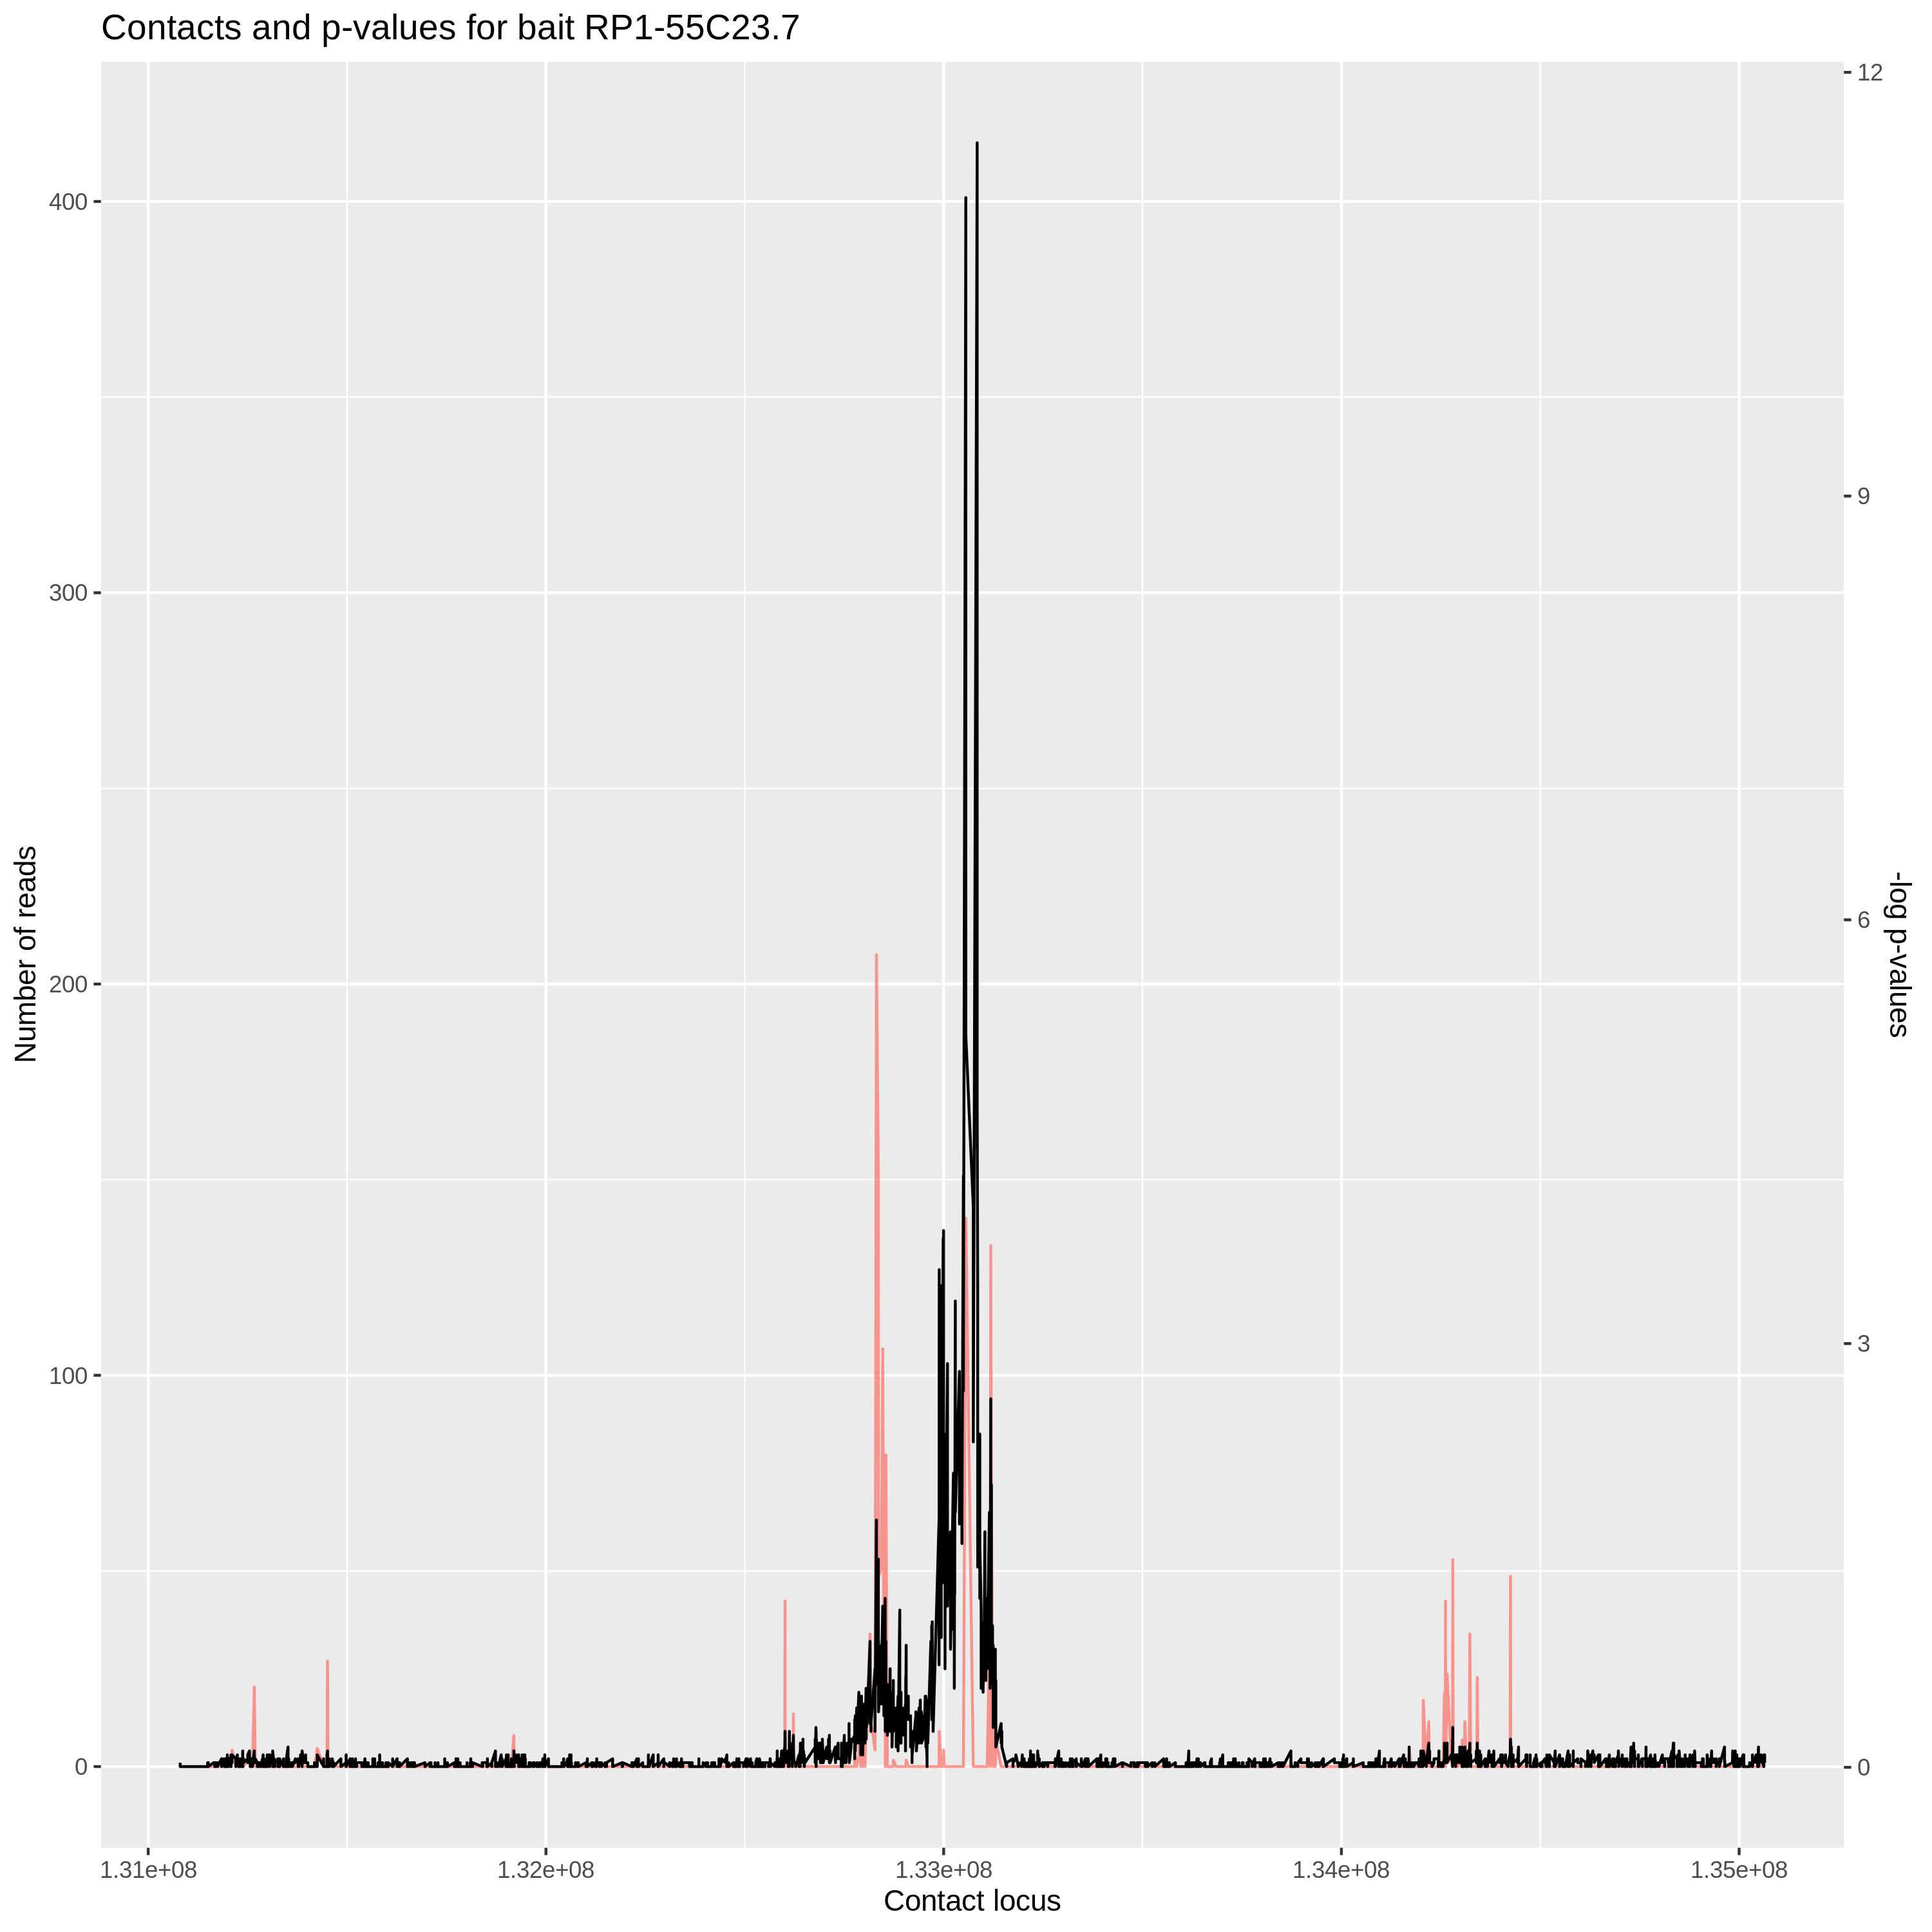 Contacts and p-values for bait RP1-55C23.7
Number of reads
400
300
200
100
0
12
9
6
3
0
-log p-values
1.31e+08
1.32e+08
1.33e+08
1.34e+08
1.35e+08
Contact locus